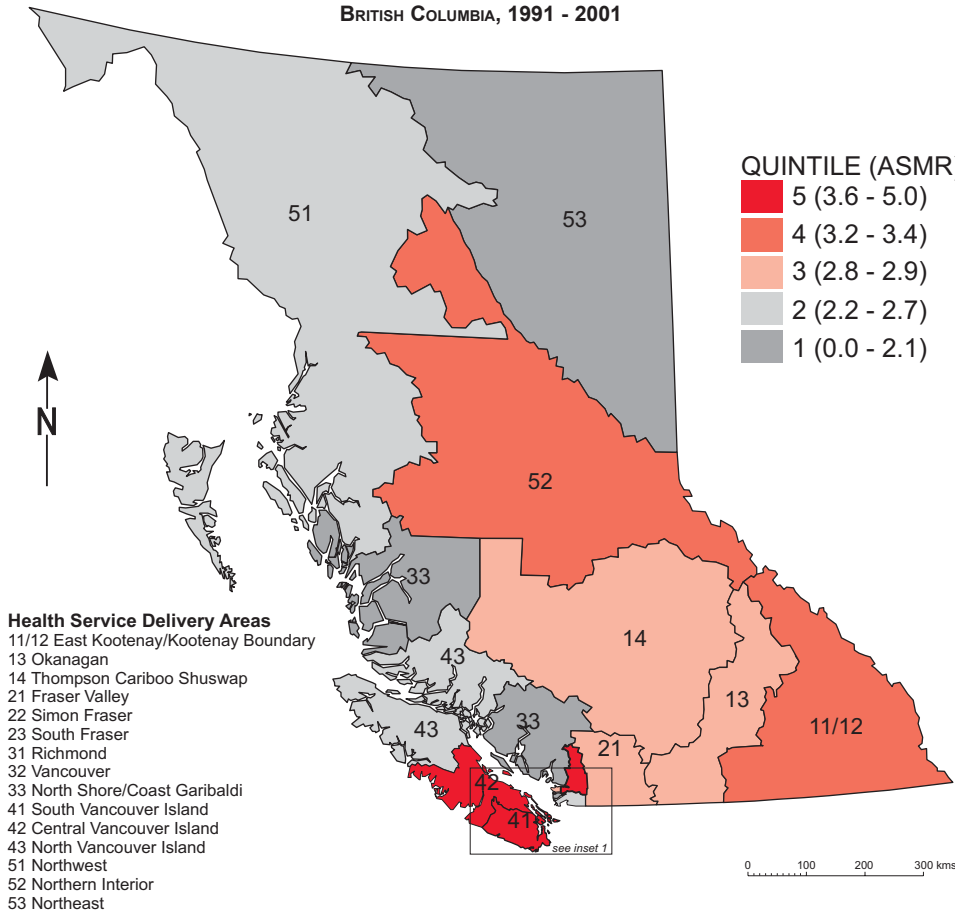 BRITISH COLUMBIA, 1991 - 2001
QUINTILE (ASMR)
5 (3.6 - 5.0)
4 (3.2 - 3.4)
3 (2.8 - 2.9)
2 (2.2 - 2.7)
1 (0.0 - 2.1)
51
53
N
52
33
14
43
13
11/12
33
43
21
42
41
see inset 1
Health Service Delivery Areas
11/12 East Kootenay/Kootenay Boundary
13 Okanagan
14 Thompson Cariboo Shuswap
21 Fraser Valley
22 Simon Fraser
23 South Fraser
31 Richmond
32 Vancouver
33 North Shore/Coast Garibaldi
41 South Vancouver Island
42 Central Vancouver Island
43 North Vancouver Island
51 Northwest
52 Northern Interior
53 Northeast
0 100 200 300 kms